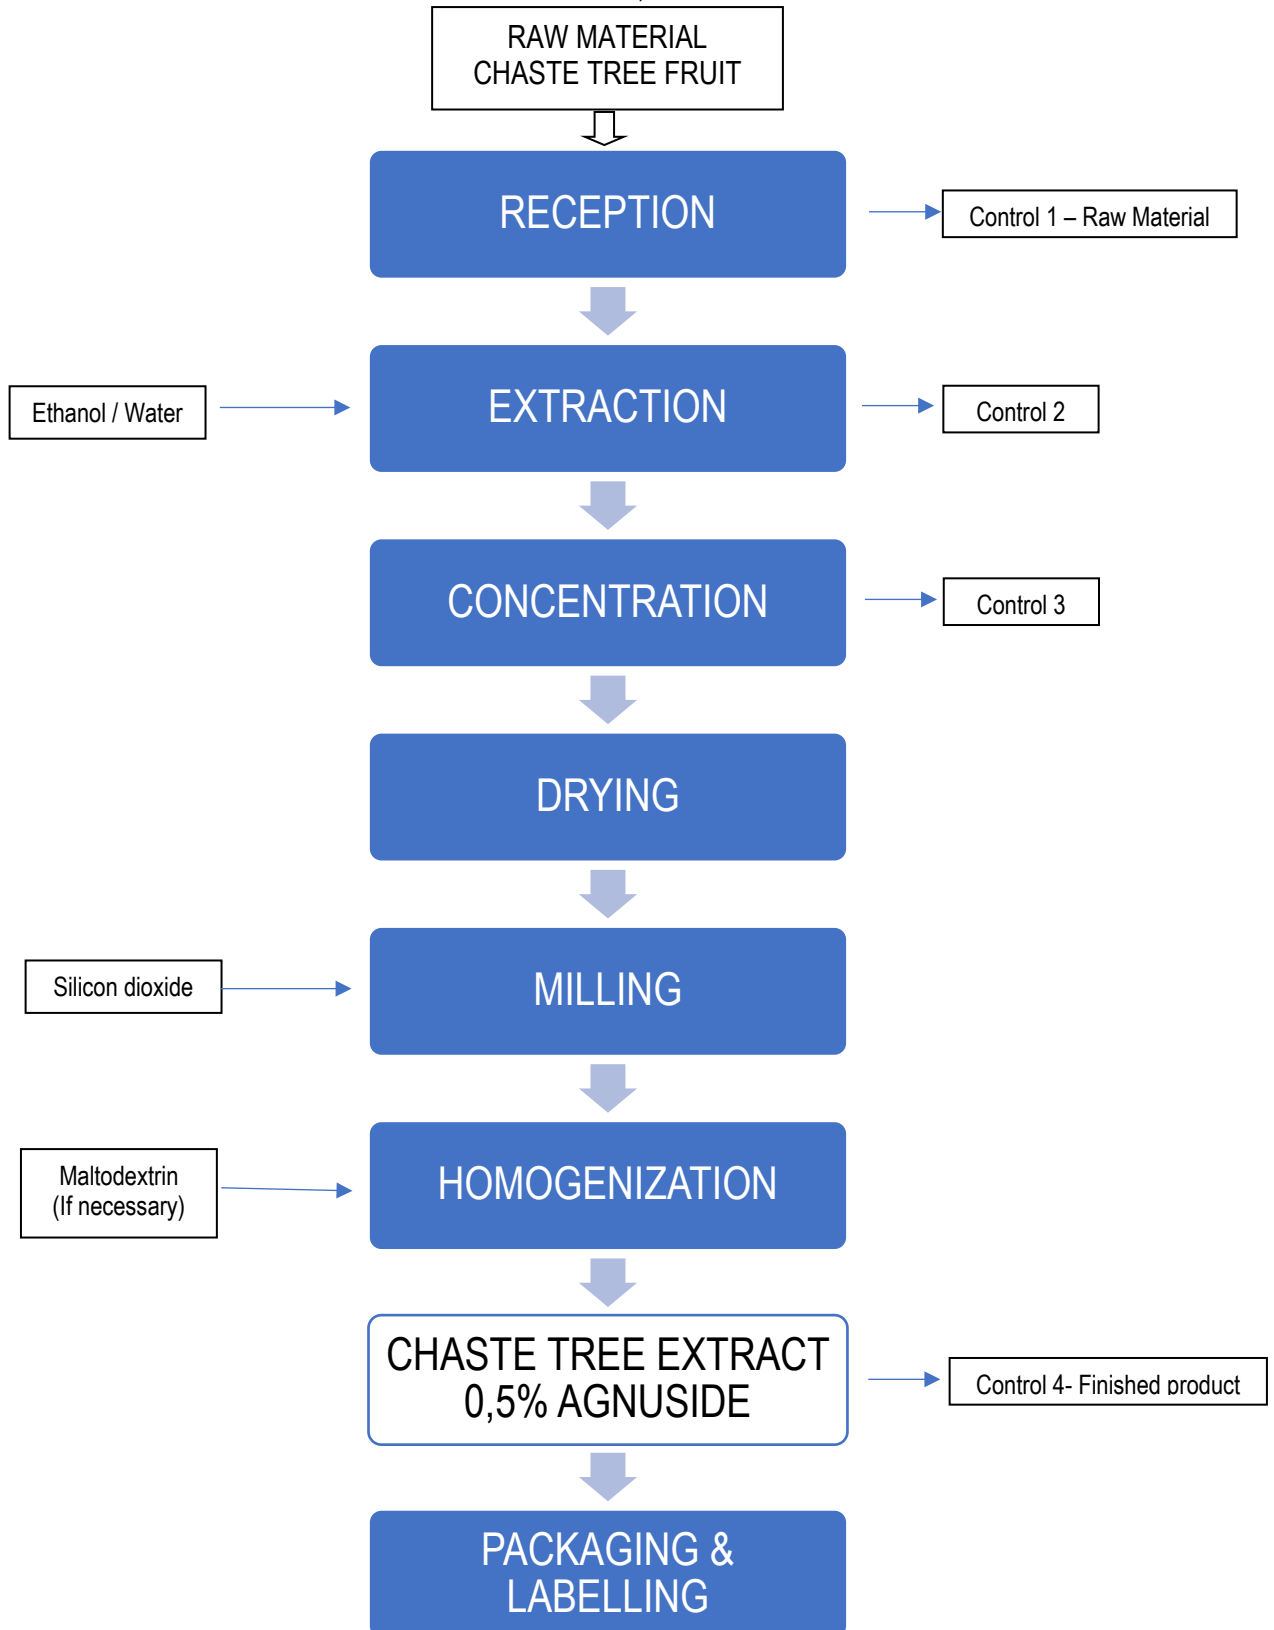 RAW MATERIAL
CHASTE TREE FRUIT
RECEPTION
Control 1 – Raw Material
Ethanol / Water
EXTRACTION
Control 2
CONCENTRATION
Control 3
DRYING
Silicon dioxide
MILLING
Maltodextrin
(If necessary)
HOMOGENIZATION
CHASTE TREE EXTRACT
0,5% AGNUSIDE
Control 4- Finished product
PACKAGING &
LABELLING